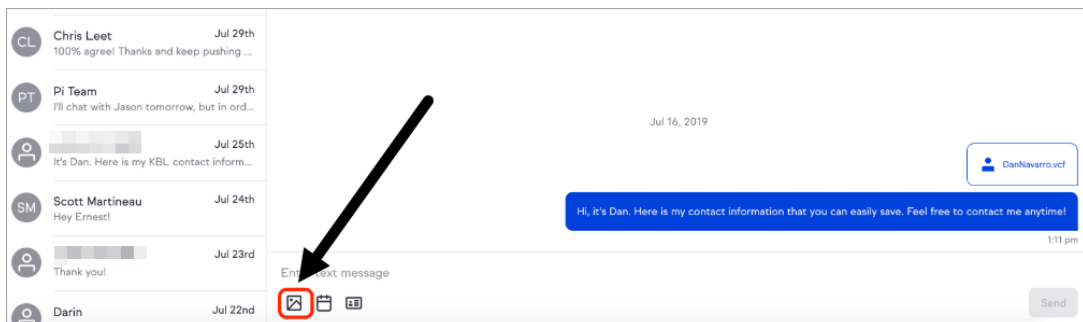 CL
Chris Leet
Jul 29th
100% agree! Thanks and keep pushing ...
PT
Pi Team
Jul 29th
I'll chat with Jason tomorrow, but in ord...
Jul 25th
It's Dan. Here is my KBL contact inform...
SM
Scott Martineau
Jul 24th
Hey Ernest!
Jul 23rd
Thank you!
Darin
Jul 22nd
Jul 16, 2019
DanNavarro.vcf
Hi, it's Dan. Here is my contact information that you can easily save. Feel free to contact me anytime!
1:11 pm
text message
Send